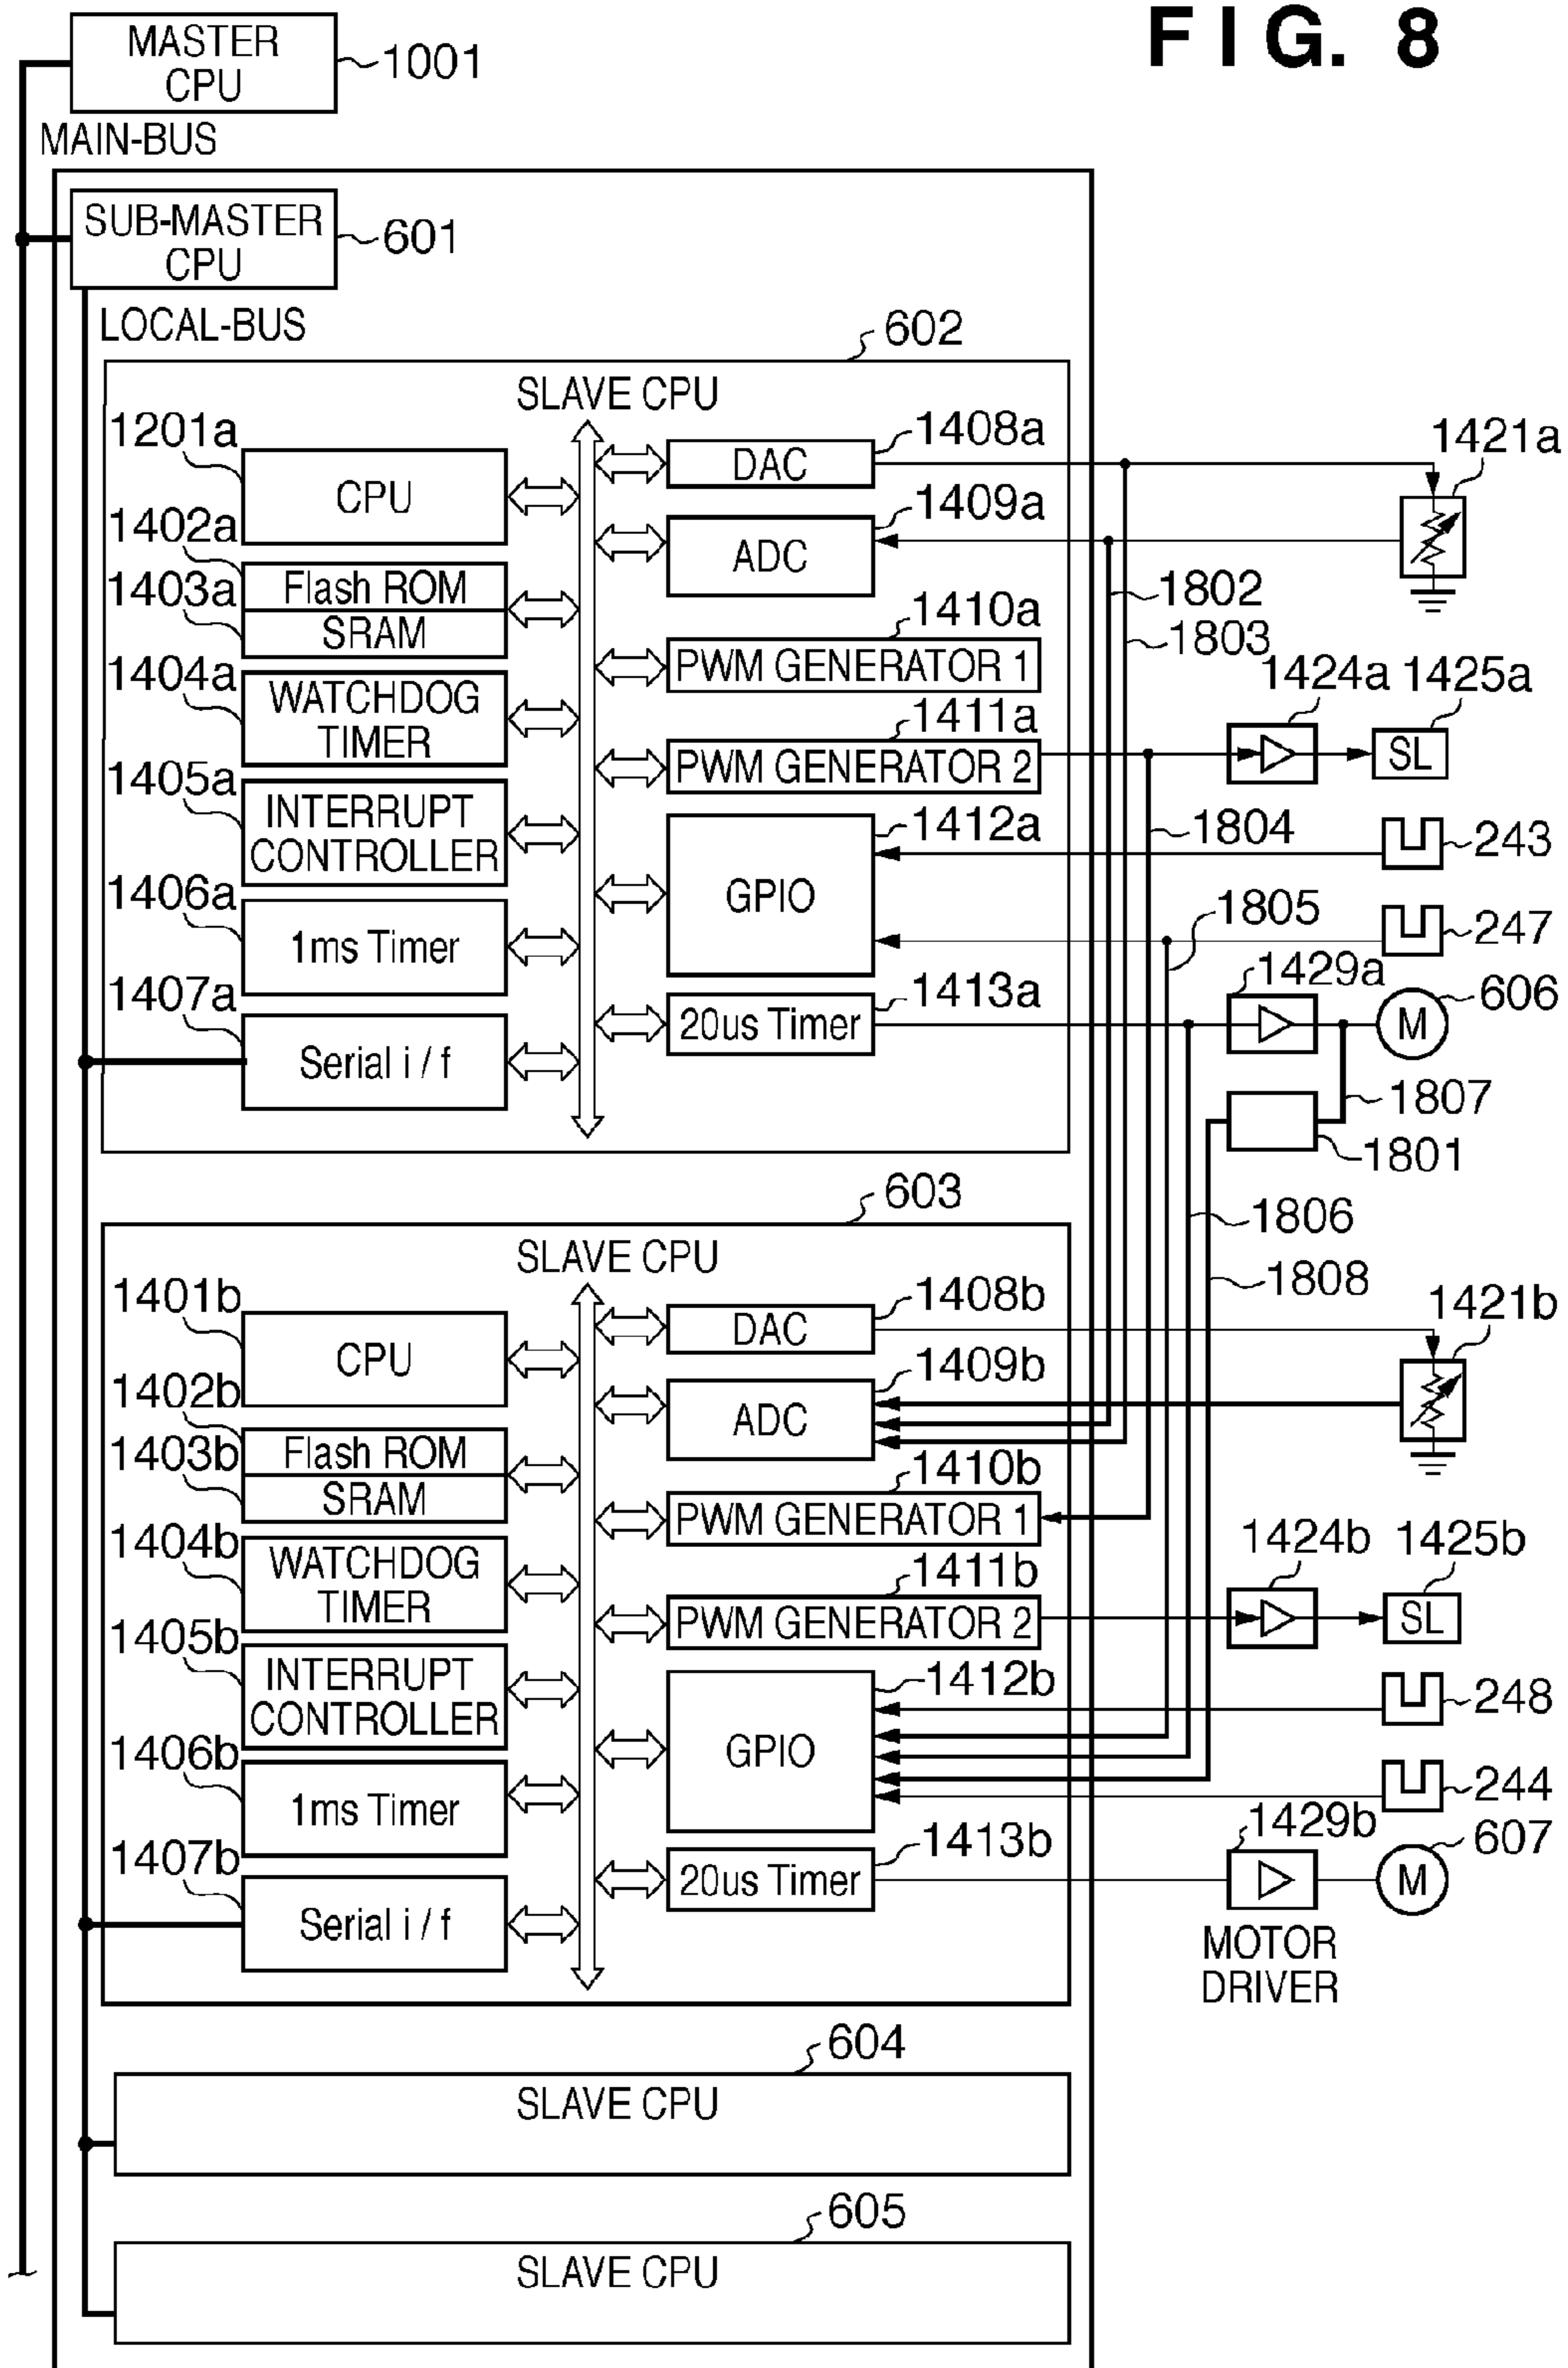 FIG. 8
MASTER
CPU
1001
MAIN-BUS
SUB-MASTER
CPU
601
LOCAL-BUS
602
SLAVE CPU
1201a
CPU
1402a
Flash ROM
1403a
SRAM
1404a
WATCHDOG
TIMER
1405a
INTERRUPT
CONTROLLER
1406a
1ms Timer
1407a
Serial i / f
1408a
DAC
1409a
ADC
1410a
PWM GENERATOR 1
1411a
PWM GENERATOR 2
1412a
GPIO
1413a
20us Timer
1421a
1802
1803
1424a
1425a
SL
1804
243
1805
247
1429a
606
M
1807
1801
1806
1808
603
SLAVE CPU
1401b
CPU
1402b
Flash ROM
1403b
SRAM
1404b
WATCHDOG
TIMER
1405b
INTERRUPT
CONTROLLER
1406b
1ms Timer
1407b
Serial i / f
1408b
DAC
1409b
ADC
1410b
PWM GENERATOR 1
1411b
PWM GENERATOR 2
1412b
GPIO
1413b
20us Timer
1421b
1424b
1425b
SL
248
244
1429b
607
M
MOTOR
DRIVER
604
SLAVE CPU
605
SLAVE CPU